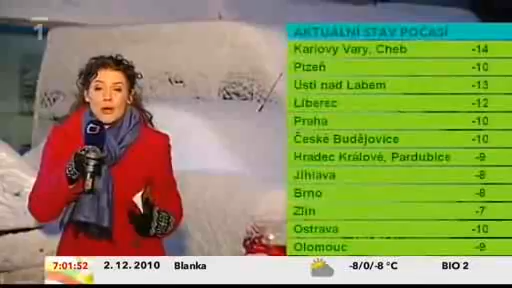 1
AKTUÁLNÍ STAV POČASÍ
Karlovy Vary, Cheb -14
Plzeň -10
Ústí nad Labem -13
Liberec -12
Praha -10
České Budějovice -10
Hradec Králové, Pardubice -9
Jihlava -8
Brno -8
Zlín -7
Ostrava -10
Olomouc -9
7:01:52 2. 12. 2010 Blanka -8/0/-8 °C BIO 2